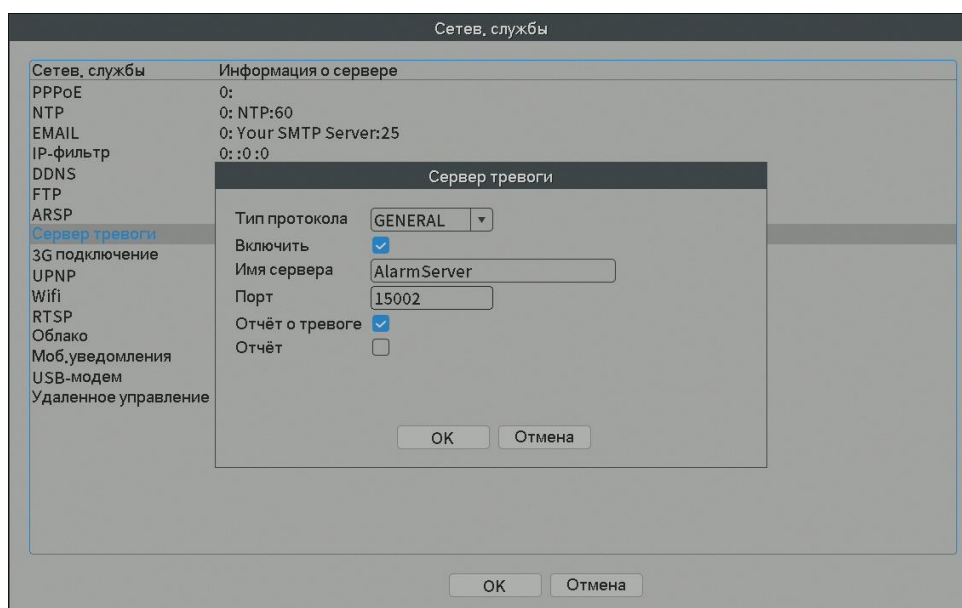 Сетев. службы
Сетев. службы Информация о сервере
PPPoE 0:
NTP 0: NTP:60
EMAIL 0: Your SMTP Server:25
IP-фильтр 0::0:0
DDNS
FTP
ARSP
Сервер тревоги
3G подключение
UPNP
Wifi
RTSP
Облако
Моб.уведомления
USB-модем
Удаленное управление
Сервер тревоги
Тип протокола GENERAL
Включить
Имя сервера AlarmServer
Порт 15002
Отчёт о тревоге
Отчёт
OK Отмена
OK Отмена